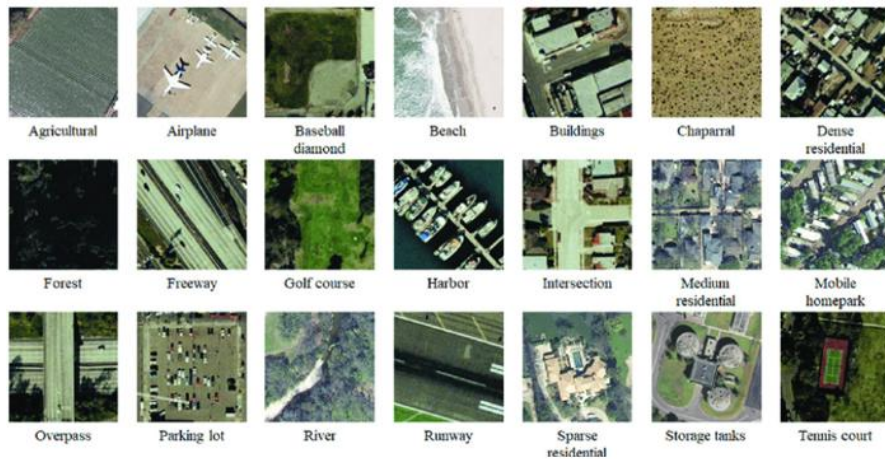 Agricultural
Airplane
Baseball
diamond
Beach
Buildings
Chaparral
Dense
residential
Forest
Freeway
Golf course
Harbor
Intersection
Medium
residential
Mobile
homepark
Overpass
Parking lot
River
Runway
Sparse
residential
Storage tanks
Tennis court